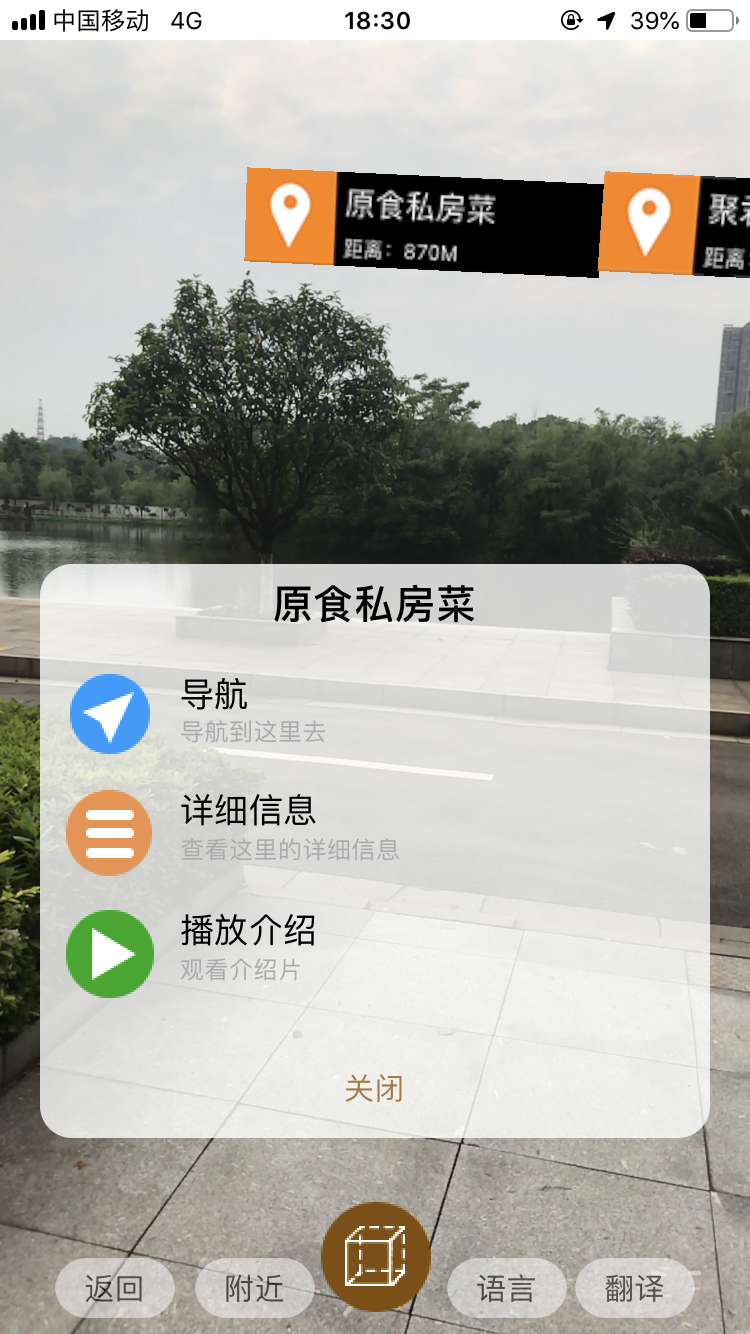 中国移动 4G 18:30 39%
原食私房菜
距离：870M
聚
距离
原食私房菜
导航
导航到这里去
详细信息
查看这里的详细信息
播放介绍
观看介绍片
关闭
返回 附近 语言 翻译